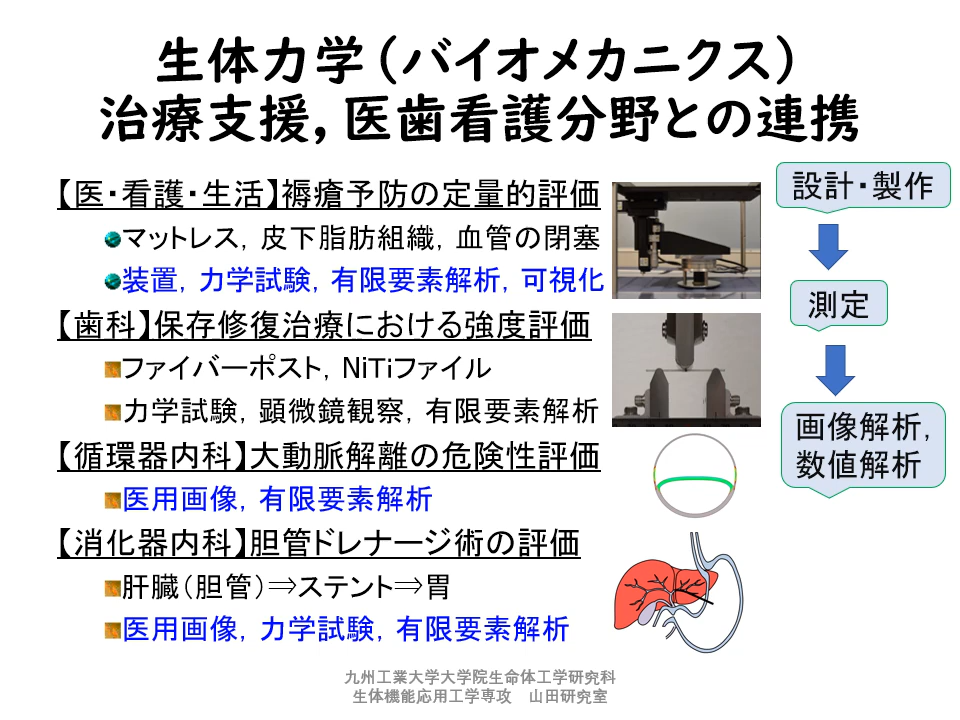 生体力学（バイオメカニクス）
治療支援，医歯看護分野との連携
【医・看護・生活】褥瘡予防の定量的評価
マットレス，皮下脂肪組織，血管の閉塞
装置，力学試験，有限要素解析，可視化
【歯科】保存修復治療における強度評価
ファイバーポスト，NiTiファイル
力学試験，顕微鏡観察，有限要素解析
【循環器内科】大動脈解離の危険性評価
医用画像，有限要素解析
【消化器内科】胆管ドレナージ術の評価
肝臓（胆管）⇒ステント⇒胃
医用画像，力学試験，有限要素解析
設計・製作
測定
画像解析，
数値解析
九州工業大学大学院生命体工学研究科
生体機能応用工学専攻　山田研究室